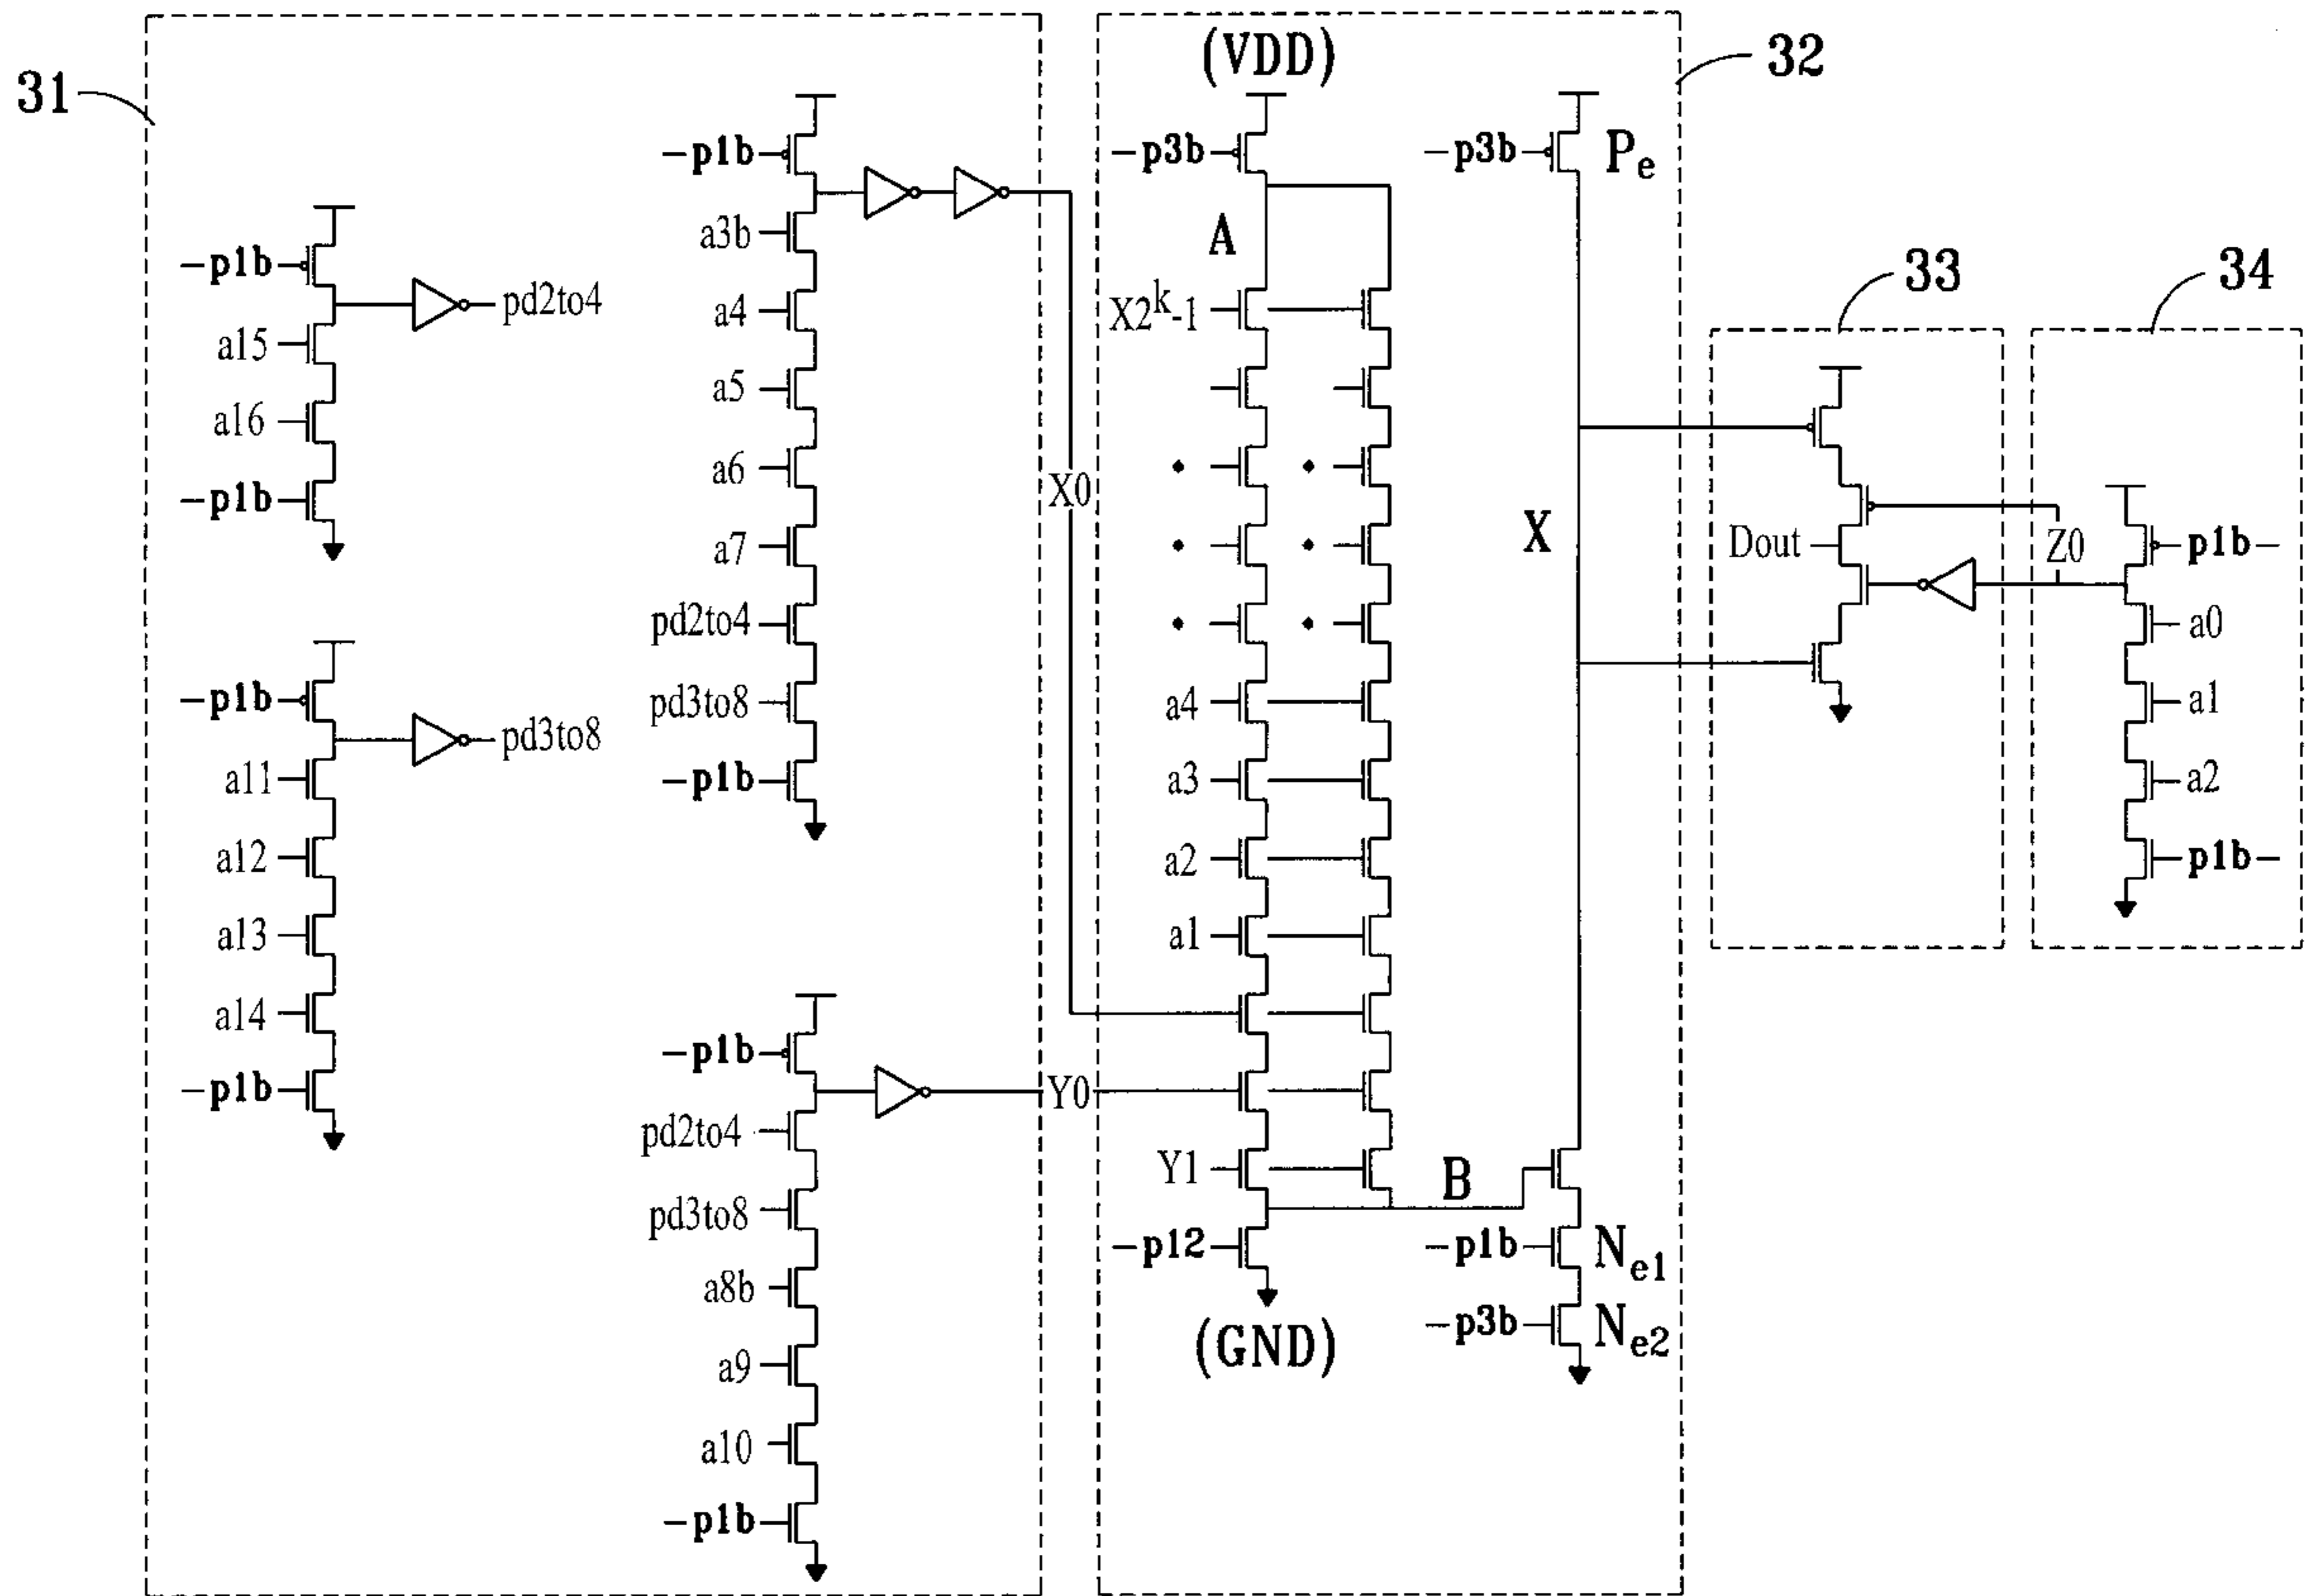 31
-p1b
a15
a16
-p1b
pd2to4
-p1b
a11
a12
a13
a14
-p1b
pd3to8
-p1b
a3b
a4
a5
a6
a7
pd2to4
pd3to8
-p1b
X0
-p1b
pd2to4
pd3to8
a8b
a9
a10
-p1b
Y0
32
(VDD)
-p3b
A
X2k-1
a4
a3
a2
a1
Y1
-p12
(GND)
B
-p3b
Pe
X
-p1b
Ne1
-p3b
Ne2
33
Dout
34
Z0
p1b-
a0
a1
a2
p1b-